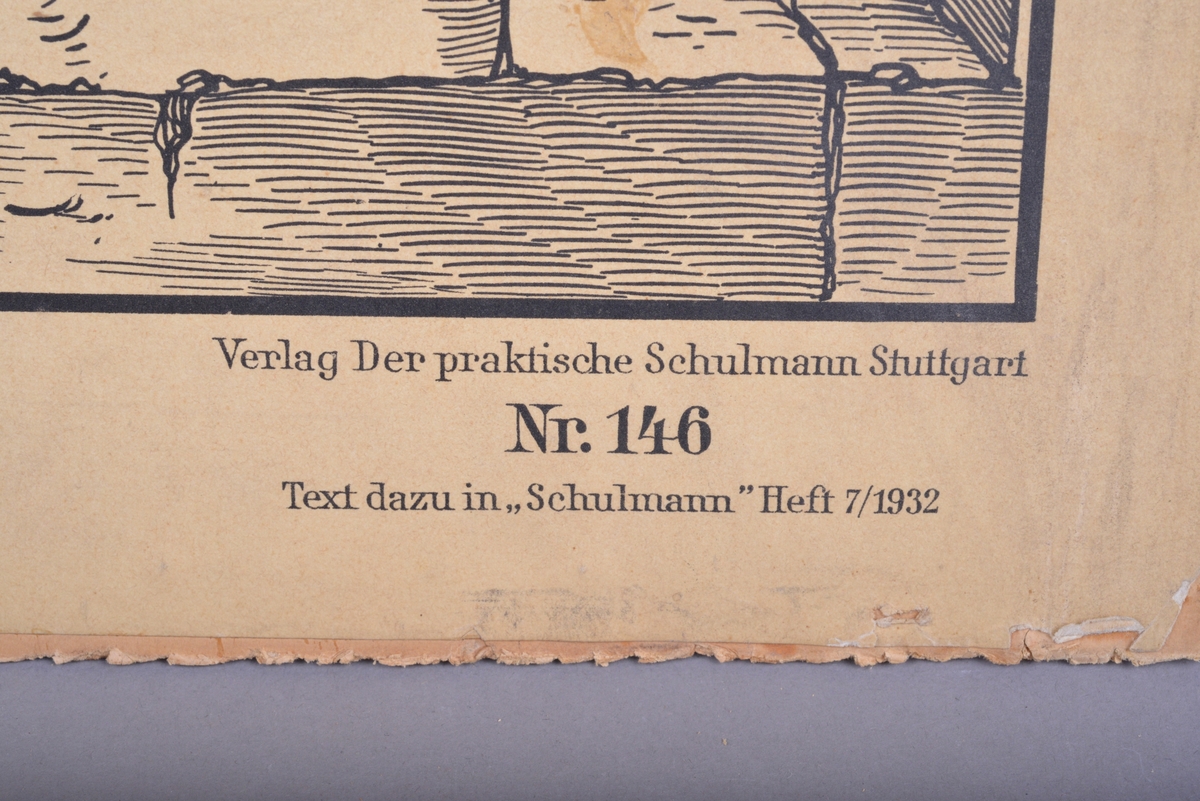 Verlag Der praktische Schulmann Stuttgart
Nr. 146
Text dazu in „Schulmann” Heft 7/1932